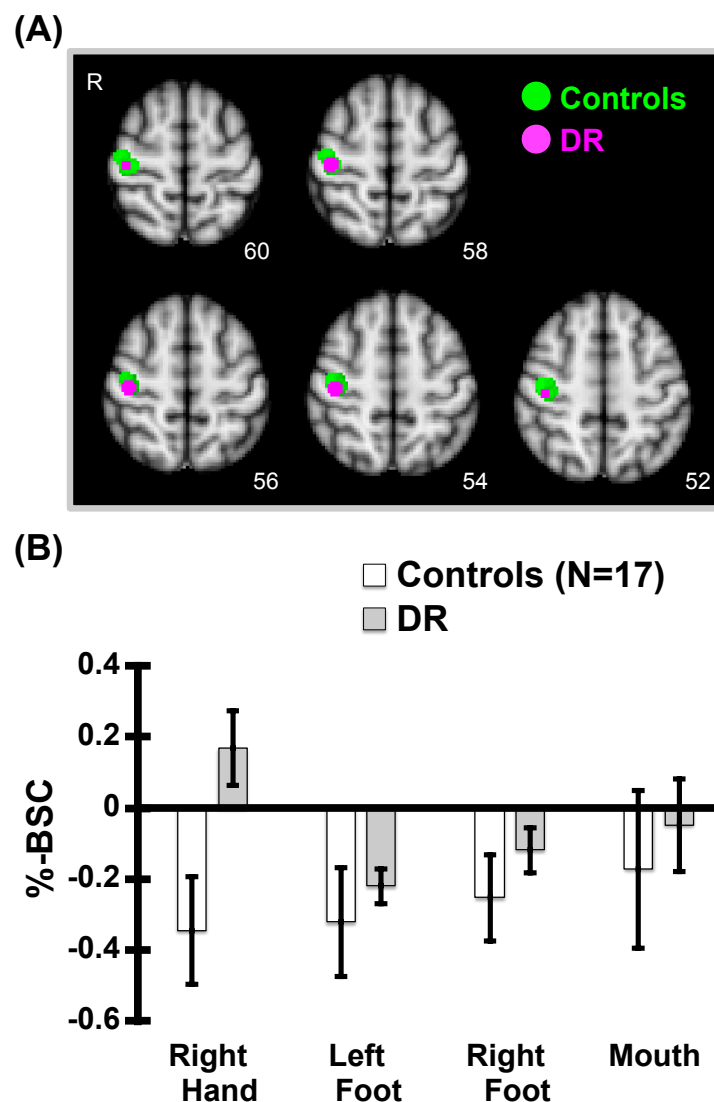 (A)
R
Controls
DR
60
58
56
54
52
(B)
Controls (N=17)
DR
0.4
0.2
0
-0.2
-0.4
-0.6
%-BSC
Right
Hand
Left
Foot
Right
Foot
Mouth